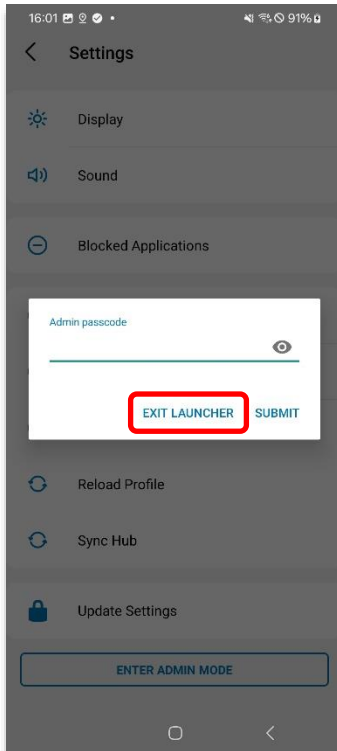 16:01
91%
Settings
Display
Sound
Blocked Applications
Admin passcode
EXIT LAUNCHER SUBMIT
Reload Profile
Sync Hub
Update Settings
ENTER ADMIN MODE